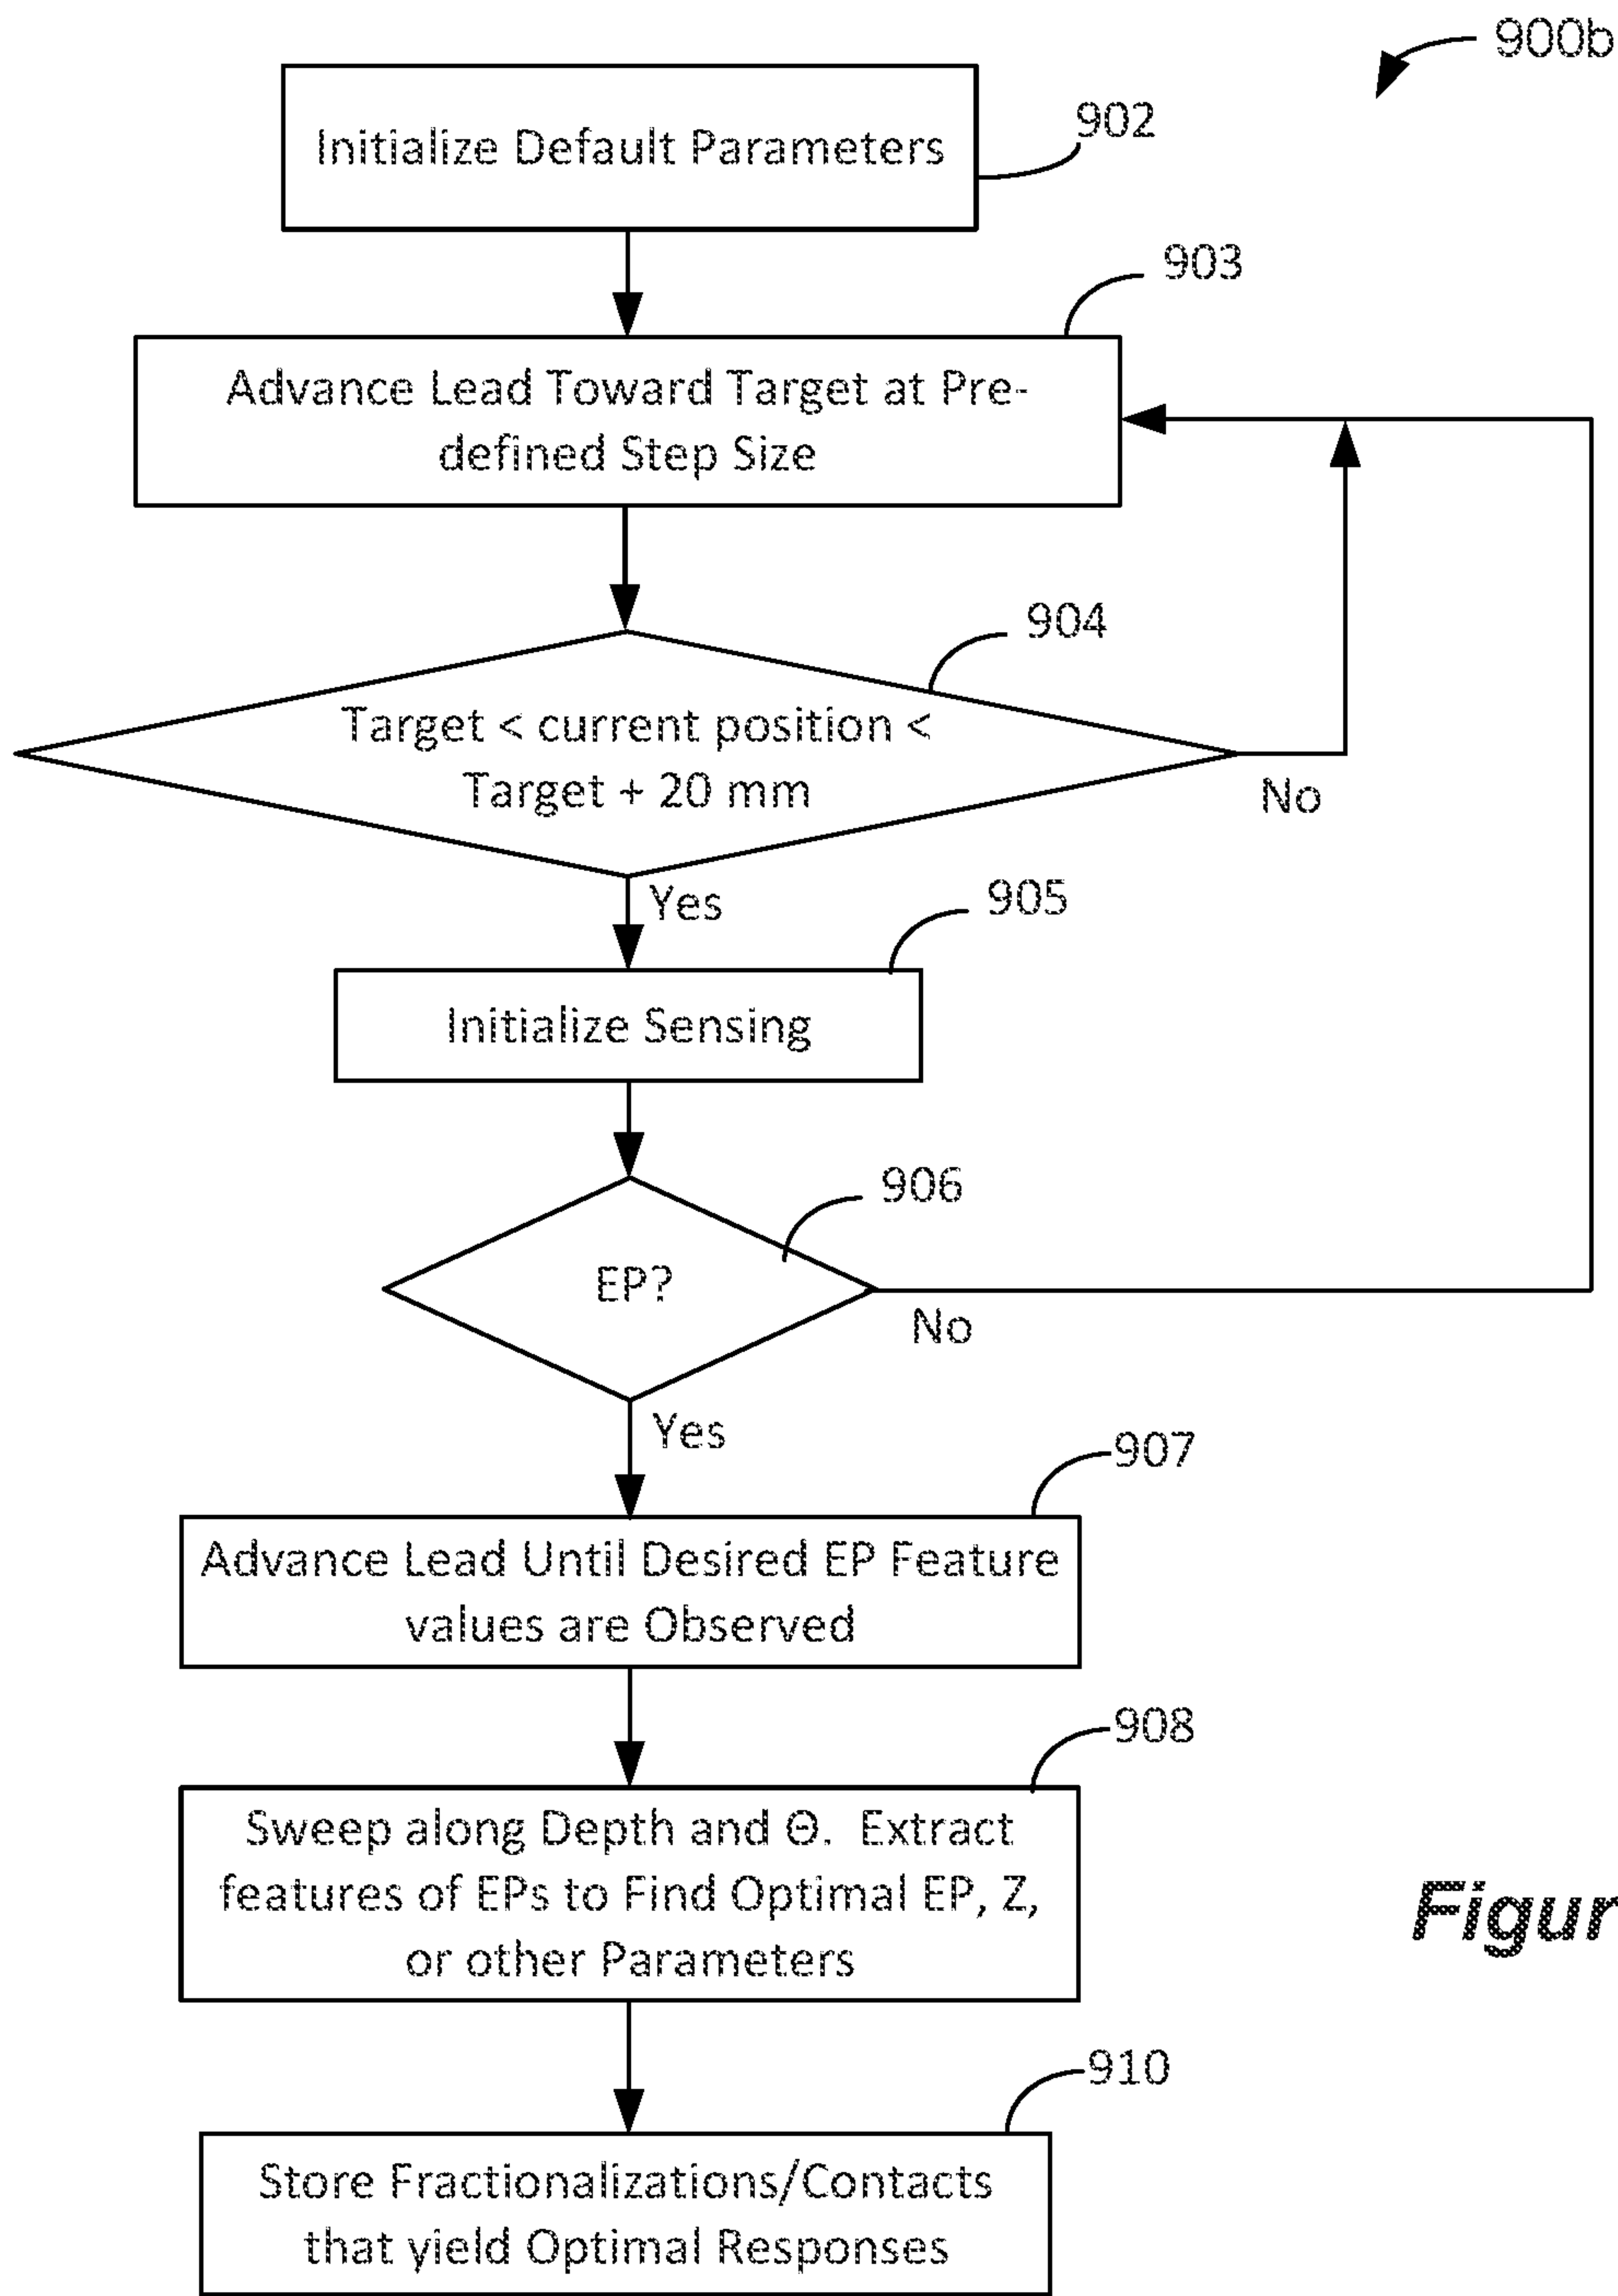 900b
Initialize Default Parameters
902
903
Advance Lead Toward Target at Pre-
defined Step Size
904
Target < current position <
Target + 20 mm
No
Yes
905
Initialize Sensing
906
EP?
No
Yes
907
Advance Lead Until Desired EP Feature
values are Observed
908
Sweep along Depth and Θ. Extract
features of EPs to Find Optimal EP, Z,
or other Parameters
Figur
910
Store Fractionalizations/Contacts
that yield Optimal Responses